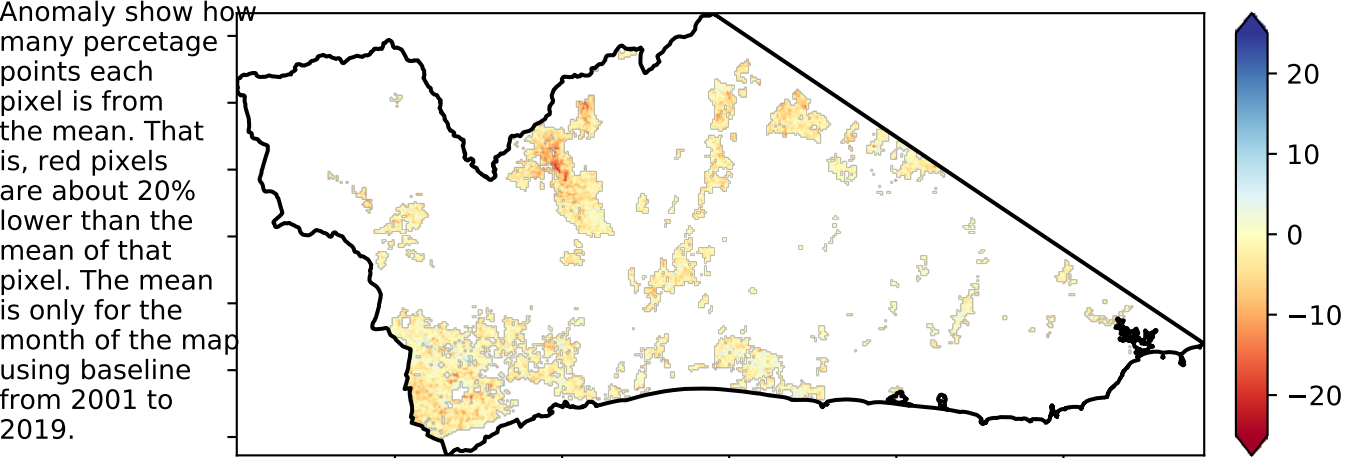 Anomaly show how
many percetage
points each
pixel is from
the mean. That
is, red pixels
are about 20%
lower than the
mean of that
pixel. The mean
is only for the
month of the map
using baseline
from 2001 to
2019.
20
10
0
−10
−20